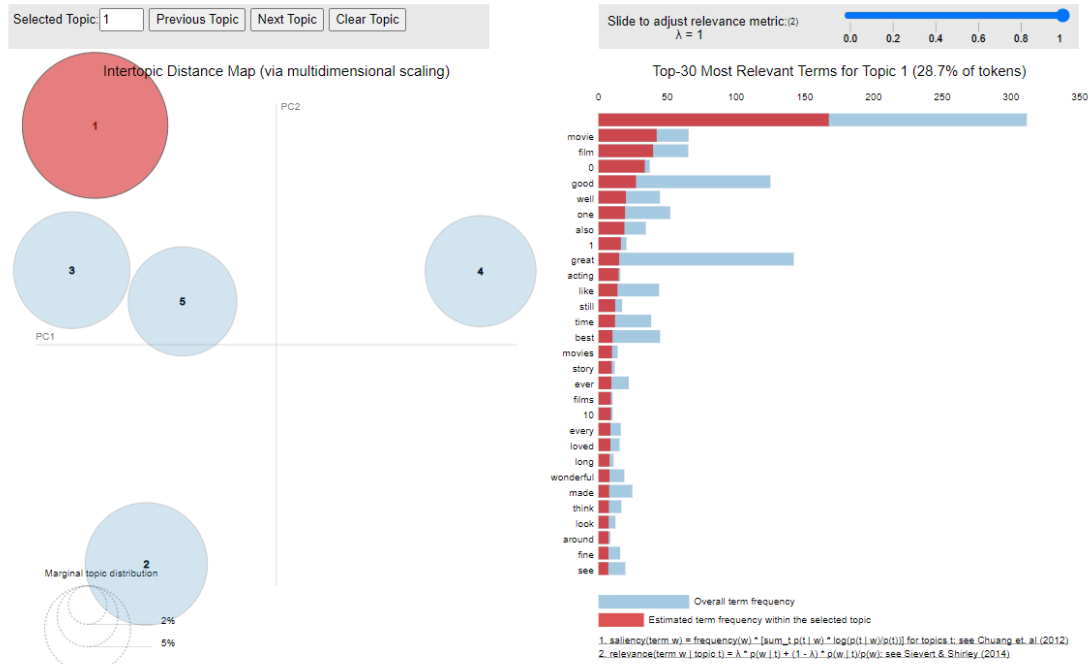 Selected Topic: 1 Previous Topic Next Topic Clear Topic
Slide to adjust relevance metric:(2)
λ = 1
0.0 0.2 0.4 0.6 0.8 1
Intertopic Distance Map (via multidimensional scaling)
PC2
PC1
1
3
5
4
2
Marginal topic distribution
2%
5%
Top-30 Most Relevant Terms for Topic 1 (28.7% of tokens)
0 50 100 150 200 250 300 350
movie
film
0
good
well
one
also
1
great
acting
like
still
time
best
movies
story
ever
films
10
every
loved
long
wonderful
made
think
look
around
fine
see
Overall term frequency
Estimated term frequency within the selected topic
1. saliency(term w) = frequency(w) * [sum_t p(t | w) * log(p(t | w)/p(t))] for topics t; see Chuang et. al (2012)
2. relevance(term w | topic t) = λ * p(w | t) + (1 - λ) * p(w | t)/p(w); see Sievert & Shirley (2014)